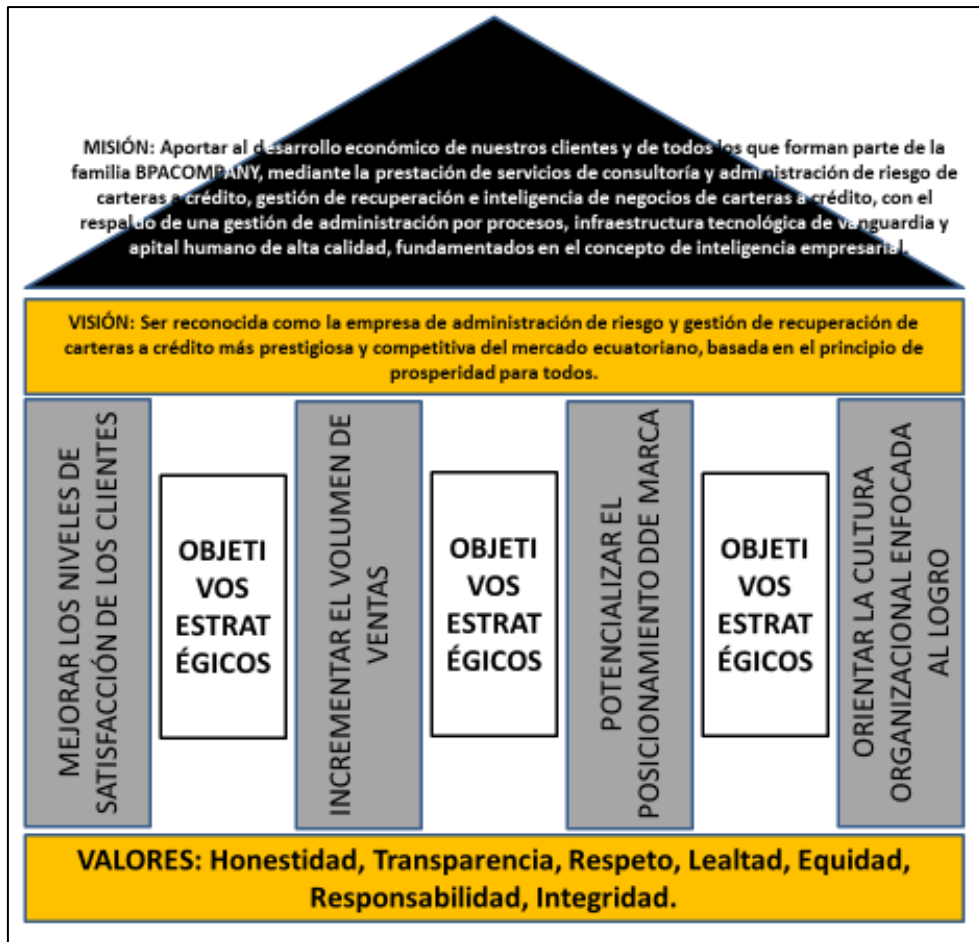 MISIÓN: Aportar al desarrollo económico de nuestros clientes y de todos los que forman parte de la
familia BPACOMPANY, mediante la prestación de servicios de consultoría y administración de riesgo de
carteras a crédito, gestión de recuperación e inteligencia de negocios de carteras a crédito, con el
respaldo de una gestión de administración por procesos, infraestructura tecnológica de vanguardia y
apital humano de alta calidad, fundamentados en el concepto de inteligencia empresarial.
VISIÓN: Ser reconocida como la empresa de administración de riesgo y gestión de recuperación de
carteras a crédito más prestigiosa y competitiva del mercado ecuatoriano, basada en el principio de
prosperidad para todos.
MEJORAR LOS NIVELES DE
SATISFACCIÓN DE LOS CLIENTES
OBJETI
VOS
ESTRAT
ÉGICOS
INCREMENTAR EL VOLUMEN DE
VENTAS
OBJETI
VOS
ESTRAT
ÉGICOS
POTENCIALIZAR EL
POSICIONAMIENTO DDE MARCA
OBJETI
VOS
ESTRAT
ÉGICOS
ORIENTAR LA CULTURA
ORGANIZACIONAL ENFOCADA
AL LOGRO
VALORES: Honestidad, Transparencia, Respeto, Lealtad, Equidad,
Responsabilidad, Integridad.